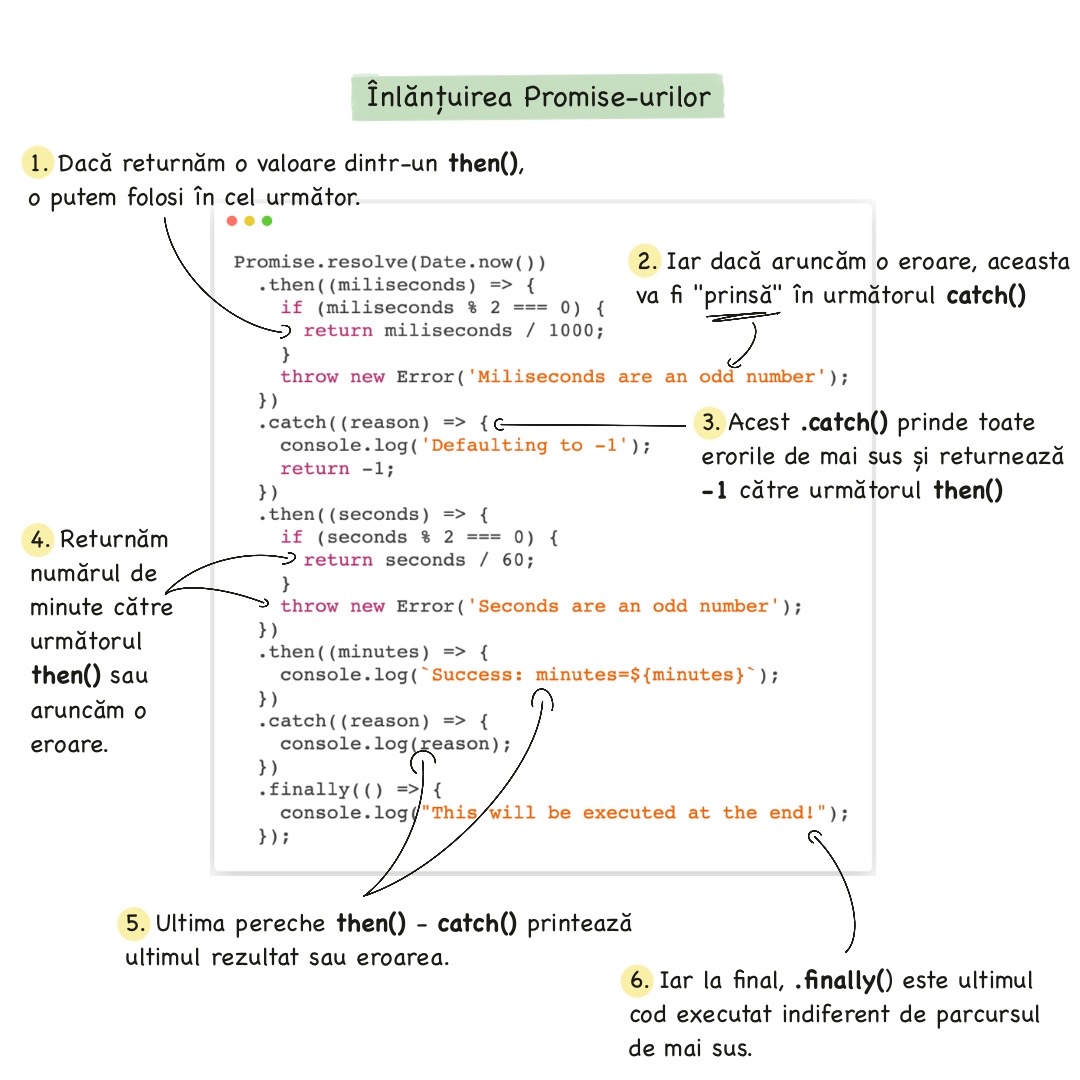 Înlănțuirea Promise-urilor
1. Dacă returnăm o valoare dintr-un then(),
o putem folosi în cel următor.
2. Iar dacă aruncăm o eroare, aceasta
va fi "prinsă" în următorul catch()
Promise.resolve(Date.now())
.then((miliseconds) => {
if (miliseconds % 2 === 0) {
return miliseconds / 1000;
}
throw new Error('Miliseconds are an odd number');
})
.catch((reason) => {
console.log('Defaulting to -1');
return -1;
})
.then((seconds) => {
if (seconds % 2 === 0) {
return seconds / 60;
}
throw new Error('Seconds are an odd number');
})
.then((minutes) => {
console.log(`Success: minutes=${minutes}`);
})
.catch((reason) => {
console.log(reason);
})
.finally(() => {
console.log("This will be executed at the end!");
});
3. Acest .catch() prinde toate
erorile de mai sus și returnează
-1 către următorul then()
4. Returnăm
numărul de
minute către
următorul
then() sau
aruncăm o
eroare.
5. Ultima pereche then() - catch() printează
ultimul rezultat sau eroarea.
6. Iar la final, .finally() este ultimul
cod executat indiferent de parcursul
de mai sus.